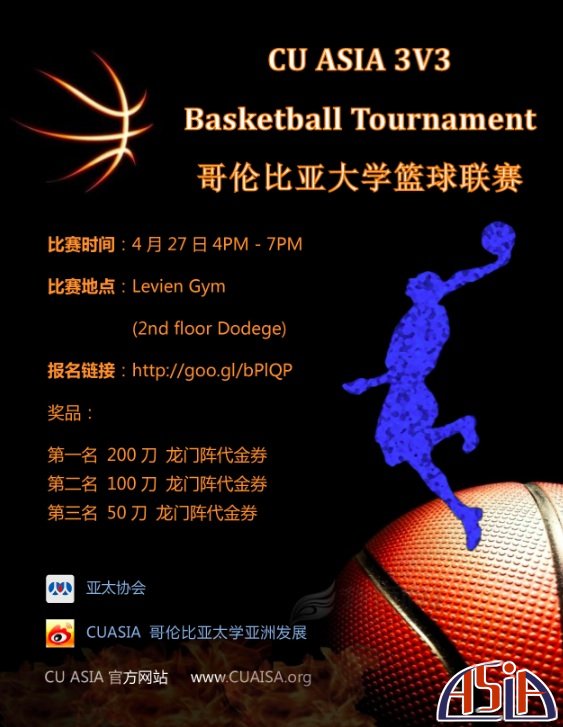 CU ASIA 3V3
Basketball Tournament
哥伦比亚大学篮球联赛
比赛时间：4 月 27 日 4PM - 7PM
比赛地点：Levien Gym
(2nd floor Dodege)
报名链接：http://goo.gl/bPlQP
奖品：
第一名 200 刀 龙门阵代金券
第二名 100 刀 龙门阵代金券
第三名 50 刀 龙门阵代金券
亚太协会
CUASIA 哥伦比亚太学亚洲发展
CU ASIA 官方网站 www.CUAISA.org
ASiA